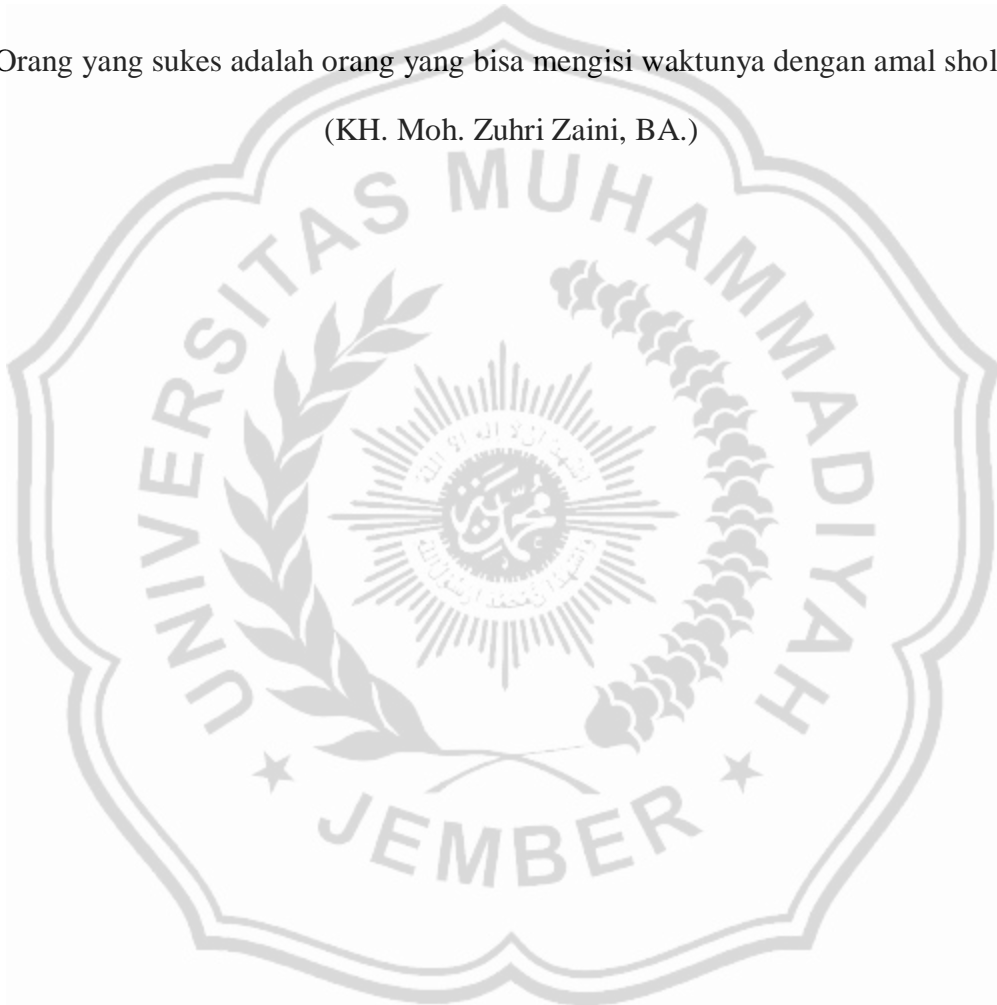 Orang yang sukes adalah orang yang bisa mengisi waktunya dengan amal shol
(KH. Moh. Zuhri Zaini, BA.)
UNIVERSITAS MUHAMMADIYAH
JEMBER